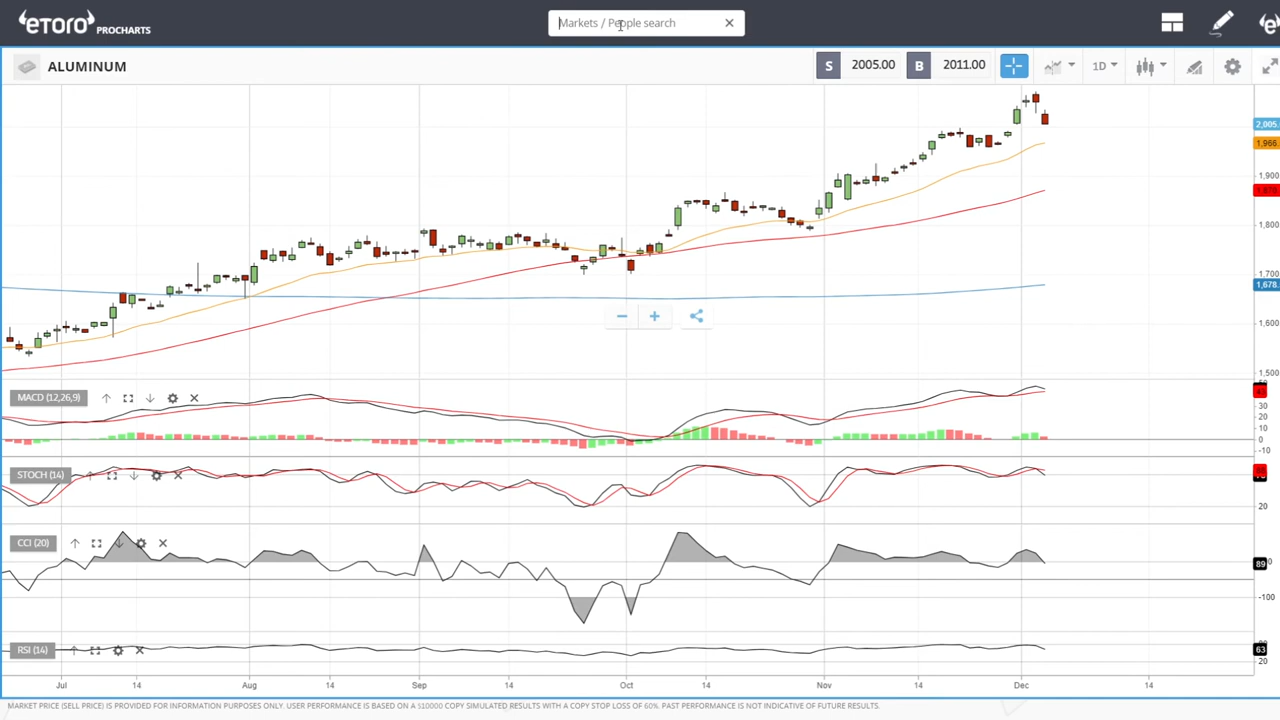 eToro PROCHARTS
Markets / People search
ALUMINUM
S 2005.00 B 2011.00 1D
2,005.
1,966.
1,900
1,800
1,700
1,678.
1,600
1,500
MACD (12,26,9)
30
20
10
0
-10
STOCH (14)
20
CCI (20)
89
-100
RSI (14)
63
20
Jul 14 Aug 14 Sep 14 Oct 14 Nov 14 Dec 14
MARKET PRICE (SELL PRICE) IS PROVIDED FOR INFORMATION PURPOSES ONLY. USER PERFORMANCE IS BASED ON A $10000 COPY SIMULATED RESULTS WITH A COPY STOP LOSS OF 60%. PAST PERFORMANCE IS NOT INDICATIVE OF FUTURE RESULTS.